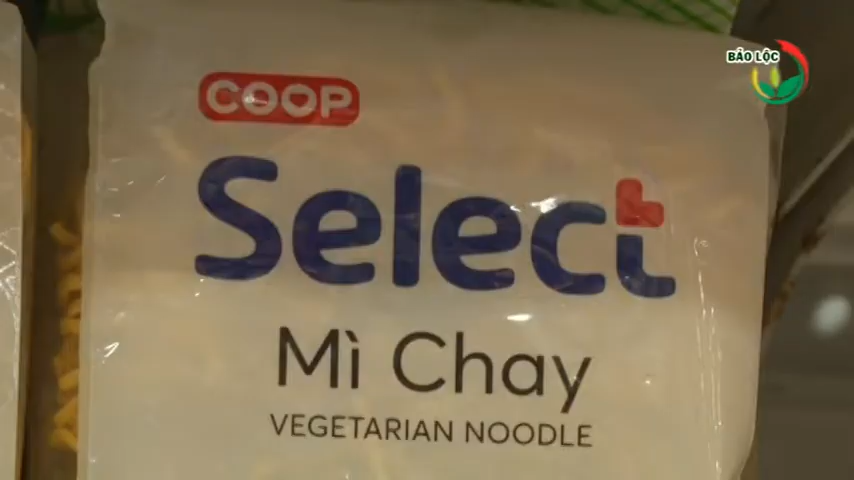 BẢO LỘC
COOP
Select
Mì Chay
VEGETARIAN NOODLE